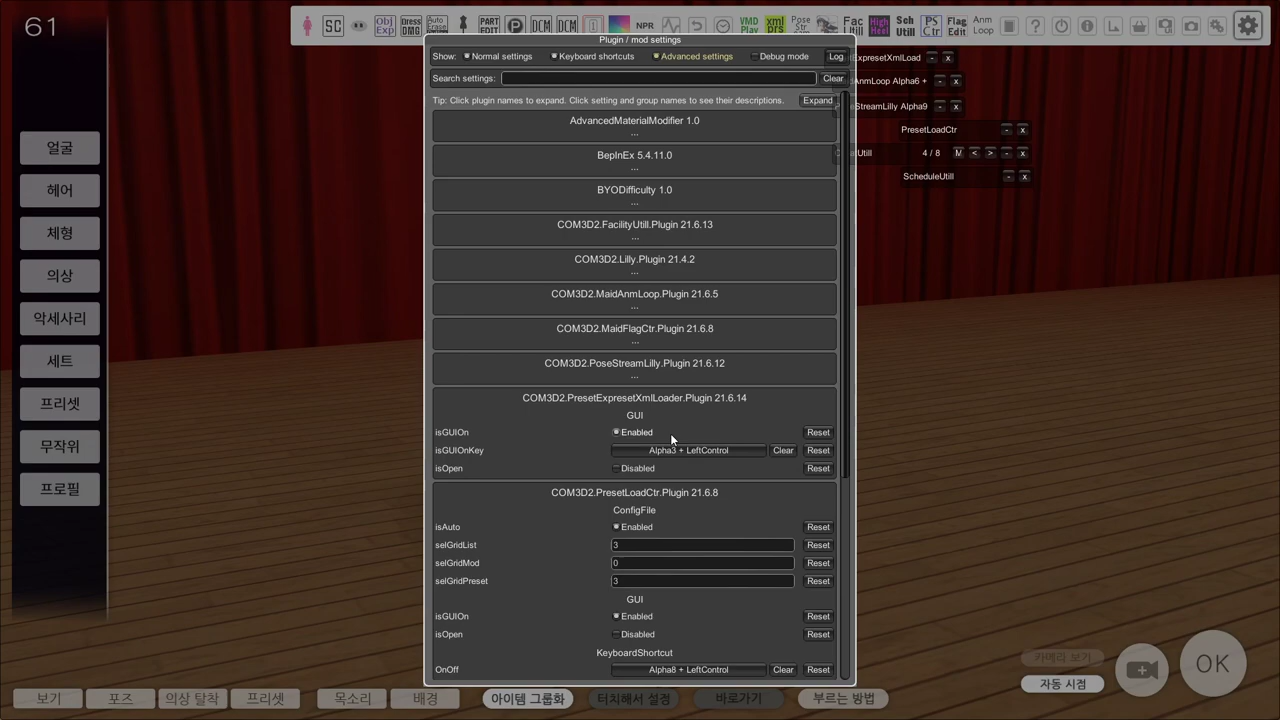 61
SC
Obj Exp
Dress DMG
Auto Erase
PART EDIT
P
DCM
DCM
1
NPR
VMD Play
xml prs
Pose Strm
Fac Util
High Heel
Sch Util
PS Ctr
Flag Edit
Anm Loop
Plugin / mod settings
Show: Normal settings Keyboard shortcuts Advanced settings Debug mode Log
Search settings: Clear
Tip: Click plugin names to expand. Click setting and group names to see their descriptions. Expand
AdvancedMaterialModifier 1.0
...
BepInEx 5.4.11.0
...
BYODifficulty 1.0
...
COM3D2.FacilityUtill.Plugin 21.6.13
...
COM3D2.Lilly.Plugin 21.4.2
...
COM3D2.MaidAnmLoop.Plugin 21.6.5
...
COM3D2.MaidFlagCtr.Plugin 21.6.8
...
COM3D2.PoseStreamLilly.Plugin 21.6.12
...
COM3D2.PresetExpresetXmlLoader.Plugin 21.6.14
GUI
isGUIOn Enabled Reset
isGUIOnKey Alpha3 + LeftControl Clear Reset
isOpen Disabled Reset
COM3D2.PresetLoadCtr.Plugin 21.6.8
ConfigFile
isAuto Enabled Reset
selGridList 3 Reset
selGridMod 0 Reset
selGridPreset 3 Reset
GUI
isGUIOn Enabled Reset
isOpen Disabled Reset
KeyboardShortcut
OnOff Alpha8 + LeftControl Clear Reset
ExpresetXmlLoad - x
AnmLoop Alpha6 + - x
StreamLilly Alpha9 - x
PresetLoadCtr - x
Utill 4 / 8 M < > - x
ScheduleUtill - x
얼굴
헤어
체형
의상
악세사리
세트
프리셋
무작위
프로필
카메라 보기
자동 시점
OK
보기
포즈
의상 탈착
프리셋
목소리
배경
아이템 그룹화
터치해서 설정
바로가기
부르는 방법